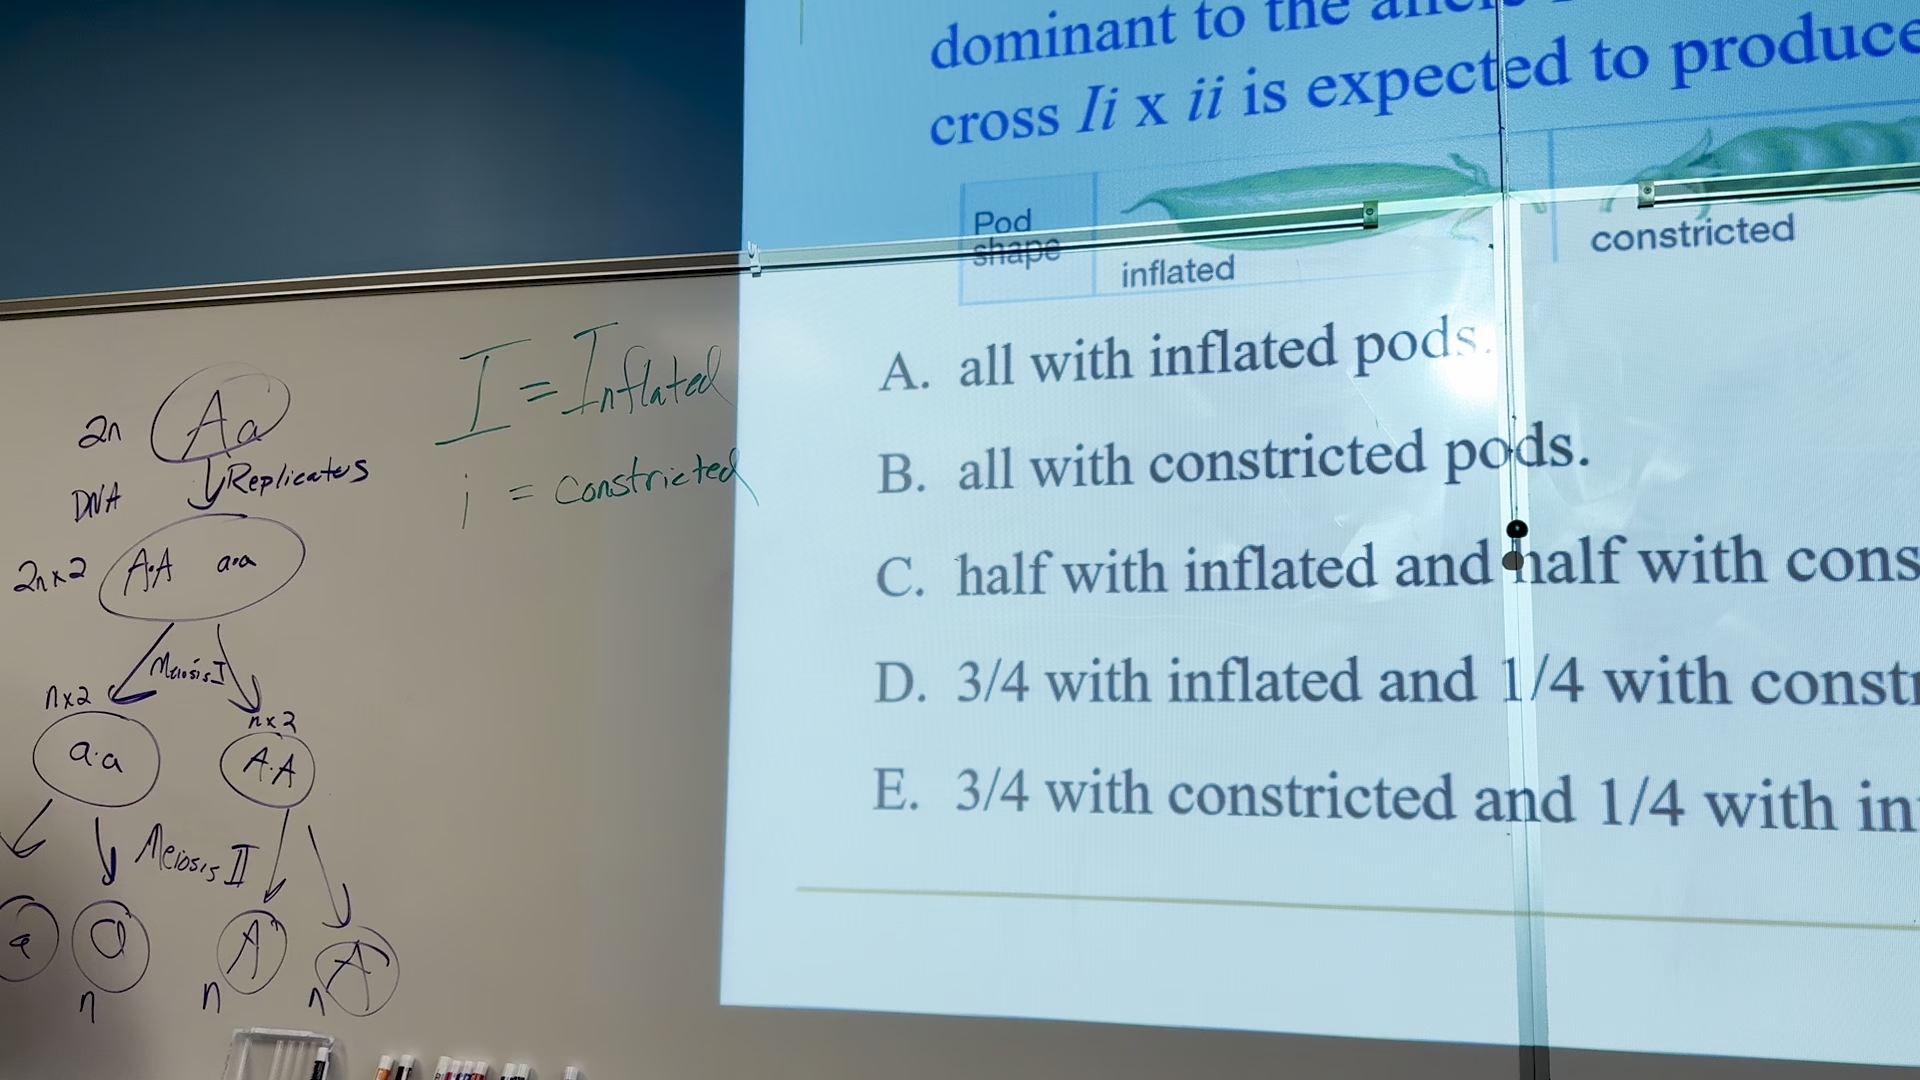 dominant to the
cross Ii x ii is expected to produce
Pod
shape
inflated
constricted
A. all with inflated pods.
B. all with constricted pods.
C. half with inflated and half with cons
D. 3/4 with inflated and 1/4 with constr
E. 3/4 with constricted and 1/4 with in
I = Inflated
i = constricted
2n Aa
DNA Replicates
2n x 2 A·A a·a
Meiosis I
n x 2 n x 2
a·a A·A
Meiosis II
a a A A
n n n